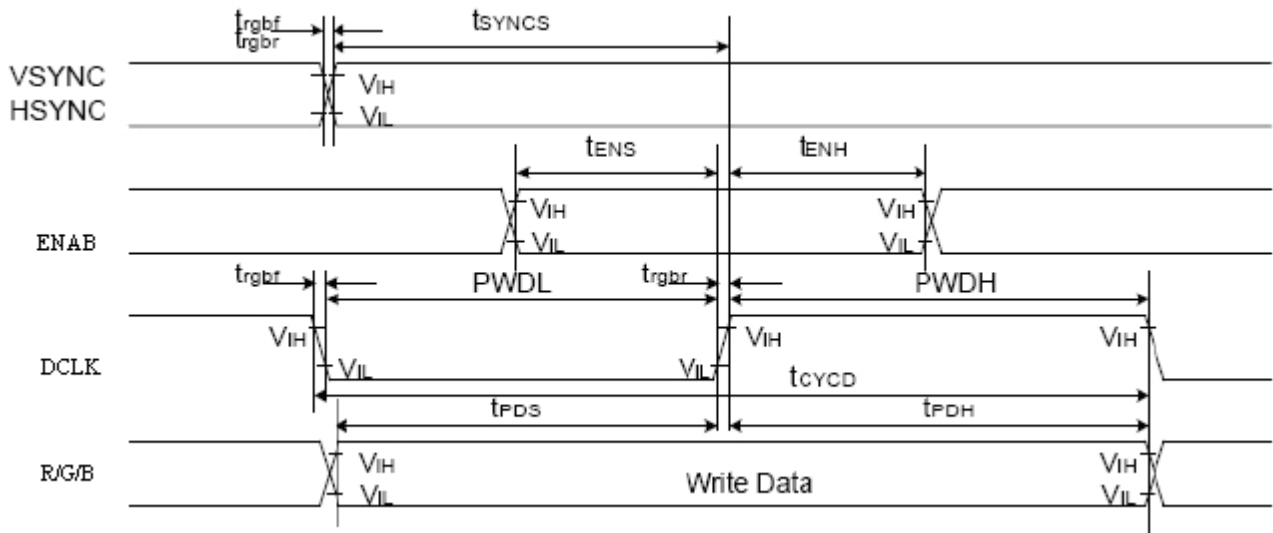 trgbf
trgbr
tSYNCS
VSYNC
VIH
HSYNC
VIL
tENS
tENH
VIH
VIH
ENAB
VIL
VIL
trgbf
PWDL
trgbr
PWDH
VIH
VIH
VIH
DCLK
VIL
VIL
tCYCD
tPDS
tPDH
VIH
VIH
R/G/B
Write Data
VIL
VIL